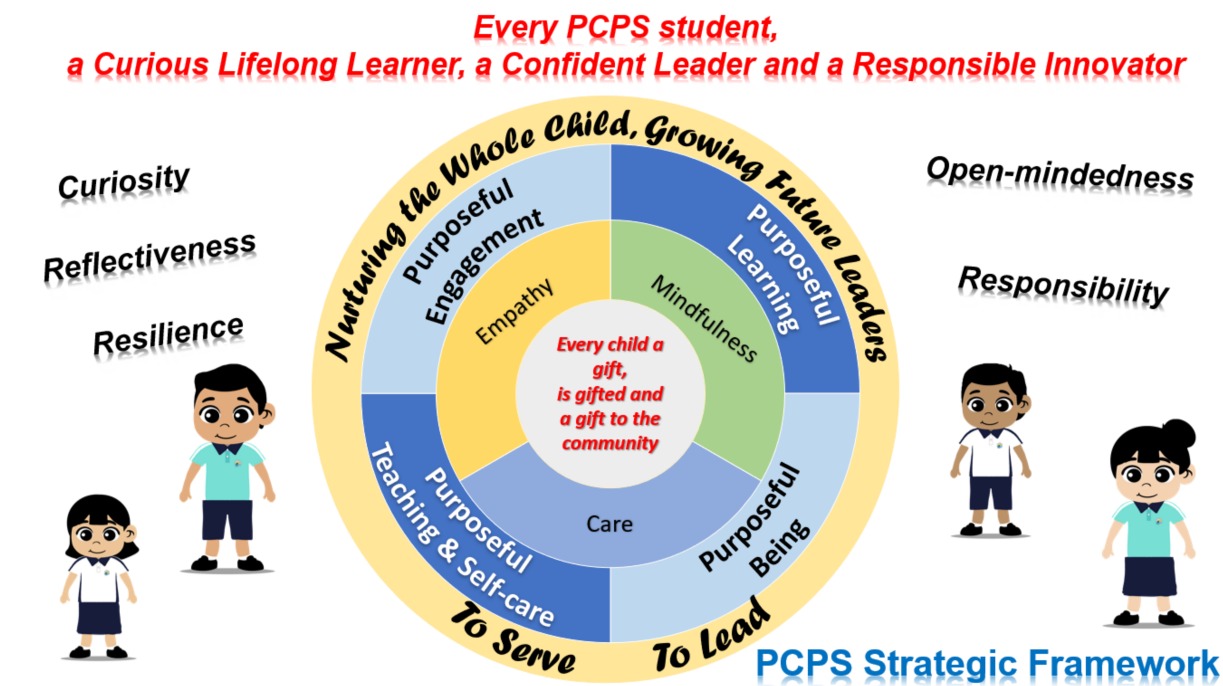 Every PCPS student,
a Curious Lifelong Learner, a Confident Leader and a Responsible Innovator
Curiosity
Reflectiveness
Resilience
Open-mindedness
Responsibility
Nurturing the Whole Child, Growing Future Leaders
Purposeful
Engagement
Purposeful
Learning
Empathy
Mindfulness
Every child a
gift,
is gifted and
a gift to the
community
Care
Purposeful
Teaching & Self-care
Purposeful
Being
To Serve
To Lead
PCPS Strategic Framework